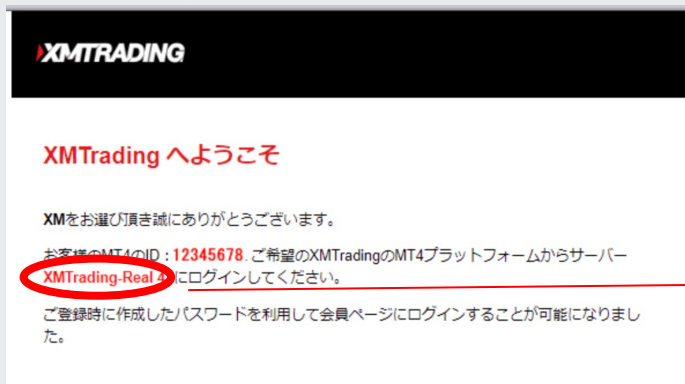 XMTRADING
XMTrading へようこそ
XMをお選び頂き誠にありがとうございます。
お客様のMT4のID : 12345678. ご希望のXMTradingのMT4プラットフォームからサーバー
XMTrading-Real 4 にログインしてください。
ご登録時に作成したパスワードを利用して会員ページにログインすることが可能になりまし
た。